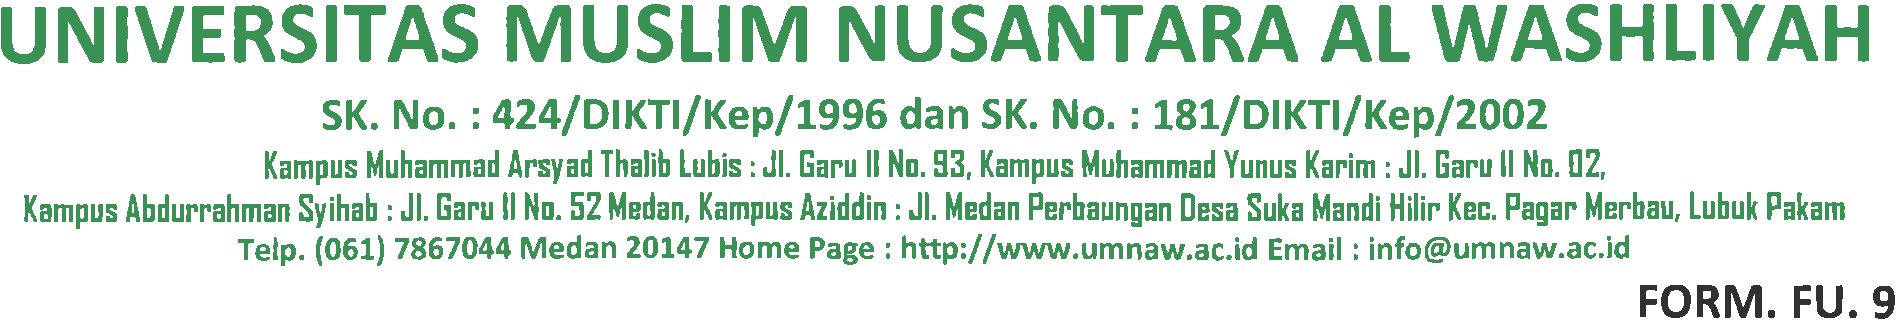 UNIVERSITAS MUSLIM NUSANTARA AL WASHLIYAH
SK. No. : 424/DIKTI/Kep/1996 dan SK. No. : 181/DIKTI/Kep/2002
Kampus Muhammad Arsyad Thalib Lubis : Jl. Garu II No. 93, Kampus Muhammad Yunus Karim : Jl. Garu II No. 02,
Kampus Abdurrahman Syihab : Jl. Garu II No. 52 Medan, Kampus Aziddin : Jl. Medan Perbaungan Desa Suka Mandi Hilir Kec. Pagar Merbau, Lubuk Pakam
Telp. (061) 7867044 Medan 20147 Home Page : http://www.umnaw.ac.id Email : info@umnaw.ac.id
FORM. FU. 9